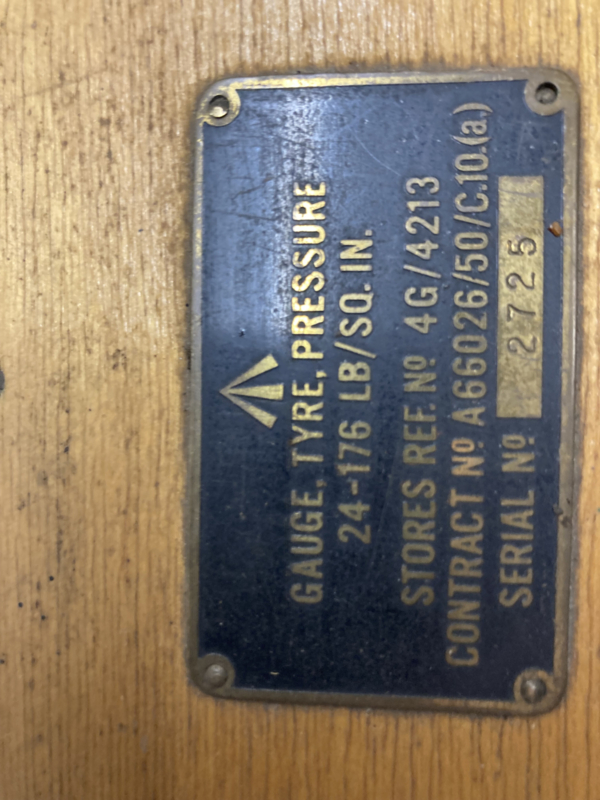 GAUGE, TYRE, PRESSURE
24-176 LB/SQ. IN.
STORES REF. Nº 4G/4213
CONTRACT Nº A66026/50/C.10.(a.)
SERIAL Nº 2725